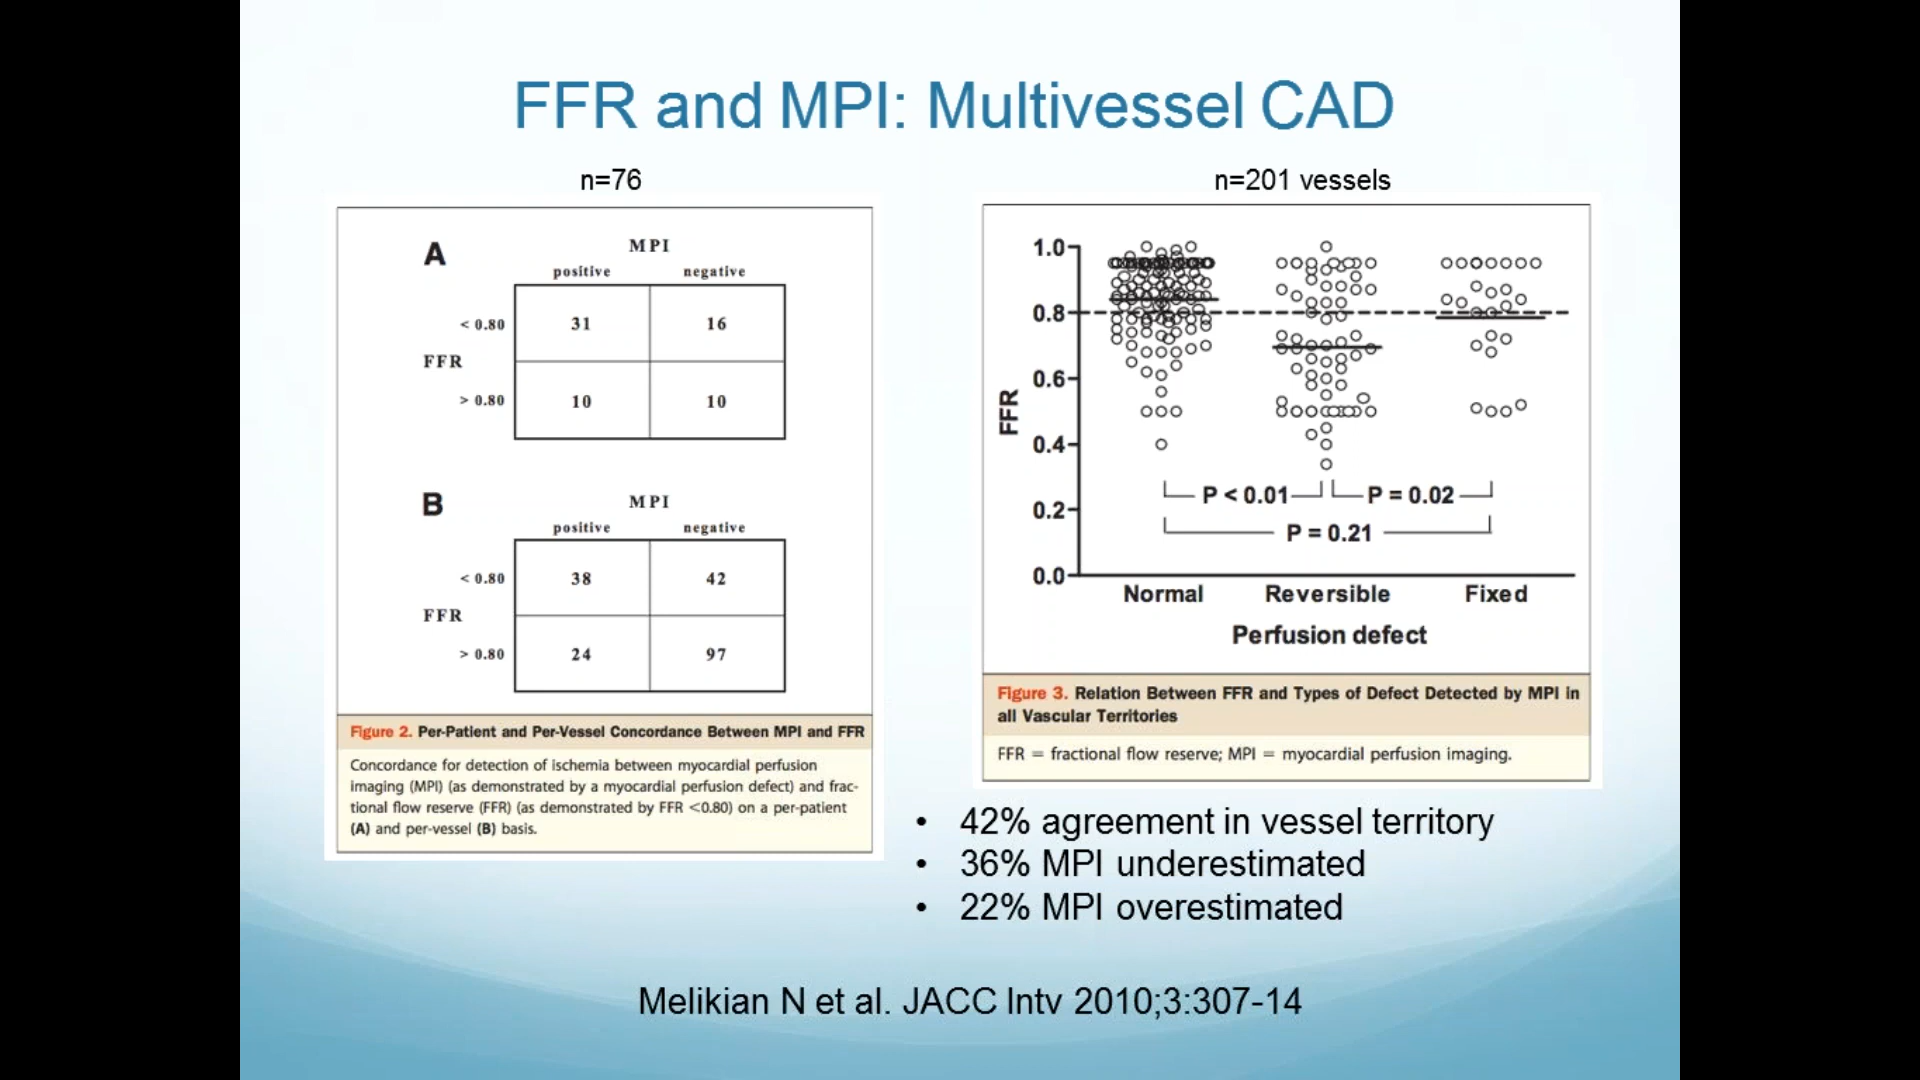 FFR and MPI: Multivessel CAD
n=76
A
MPI
positive negative
< 0.80 31 16
FFR
> 0.80 10 10
B
MPI
positive negative
< 0.80 38 42
FFR
> 0.80 24 97
Figure 2. Per-Patient and Per-Vessel Concordance Between MPI and FFR
Concordance for detection of ischemia between myocardial perfusion
imaging (MPI) (as demonstrated by a myocardial perfusion defect) and frac-
tional flow reserve (FFR) (as demonstrated by FFR <0.80) on a per-patient
(A) and per-vessel (B) basis.
n=201 vessels
1.0
0.8
0.6
FFR
0.4
P < 0.01 P = 0.02
0.2
P = 0.21
0.0
Normal Reversible Fixed
Perfusion defect
Figure 3. Relation Between FFR and Types of Defect Detected by MPI in
all Vascular Territories
FFR = fractional flow reserve; MPI = myocardial perfusion imaging.
• 42% agreement in vessel territory
• 36% MPI underestimated
• 22% MPI overestimated
Melikian N et al. JACC Intv 2010;3:307-14